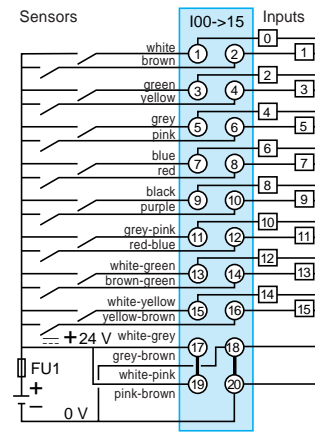 Sensors I00->15 Inputs
0
white 1 2 1
brown
2
green 3 4 3
yellow
4
grey 5 6 5
pink
6
blue 7 8 7
red
8
black 9 10 9
purple
10
grey-pink 11 12 11
red-blue
12
white-green 13 14 13
brown-green
14
white-yellow 15 16 15
yellow-brown
+ 24 V white-grey 17 18
grey-brown
FU1 white-pink 19 20
+ pink-brown
−
0 V